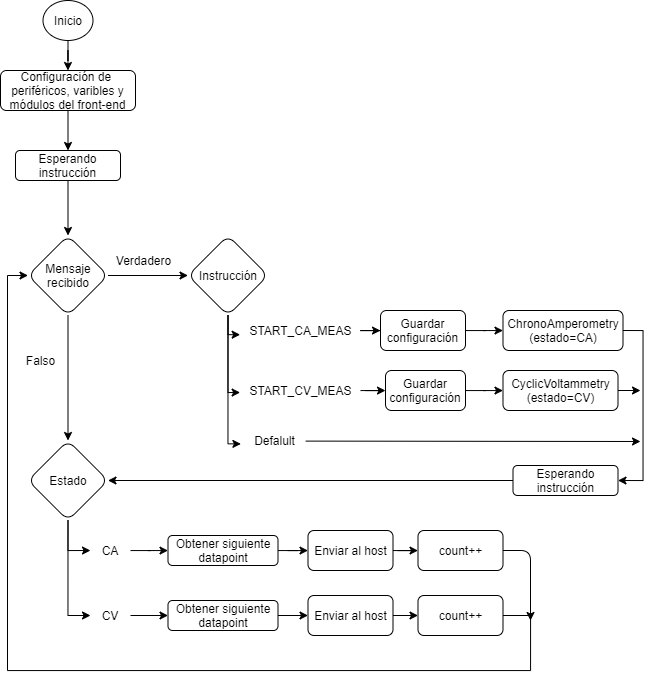 Inicio
Configuración de
periféricos, varibles y
módulos del front-end
Esperando
instrucción
Mensaje
recibido
Verdadero
Instrucción
START_CA_MEAS
Guardar
configuración
ChronoAmperometry
(estado=CA)
Falso
START_CV_MEAS
Guardar
configuración
CyclicVoltammetry
(estado=CV)
Defalult
Esperando
instrucción
Estado
CA
Obtener siguiente
datapoint
Enviar al host
count++
CV
Obtener siguiente
datapoint
Enviar al host
count++